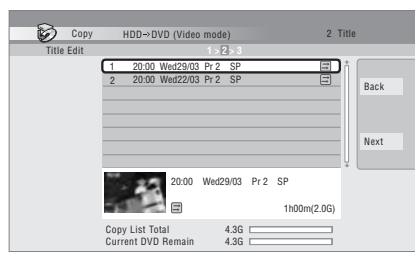 Copy HDD->DVD (Video mode) 2 Title
Title Edit 1 > 2 > 3
1 20:00 Wed29/03 Pr 2 SP
2 20:00 Wed22/03 Pr 2 SP
Back
Next
20:00 Wed29/03 Pr 2 SP
1h00m(2.0G)
Copy List Total 4.3G
Current DVD Remain 4.3G